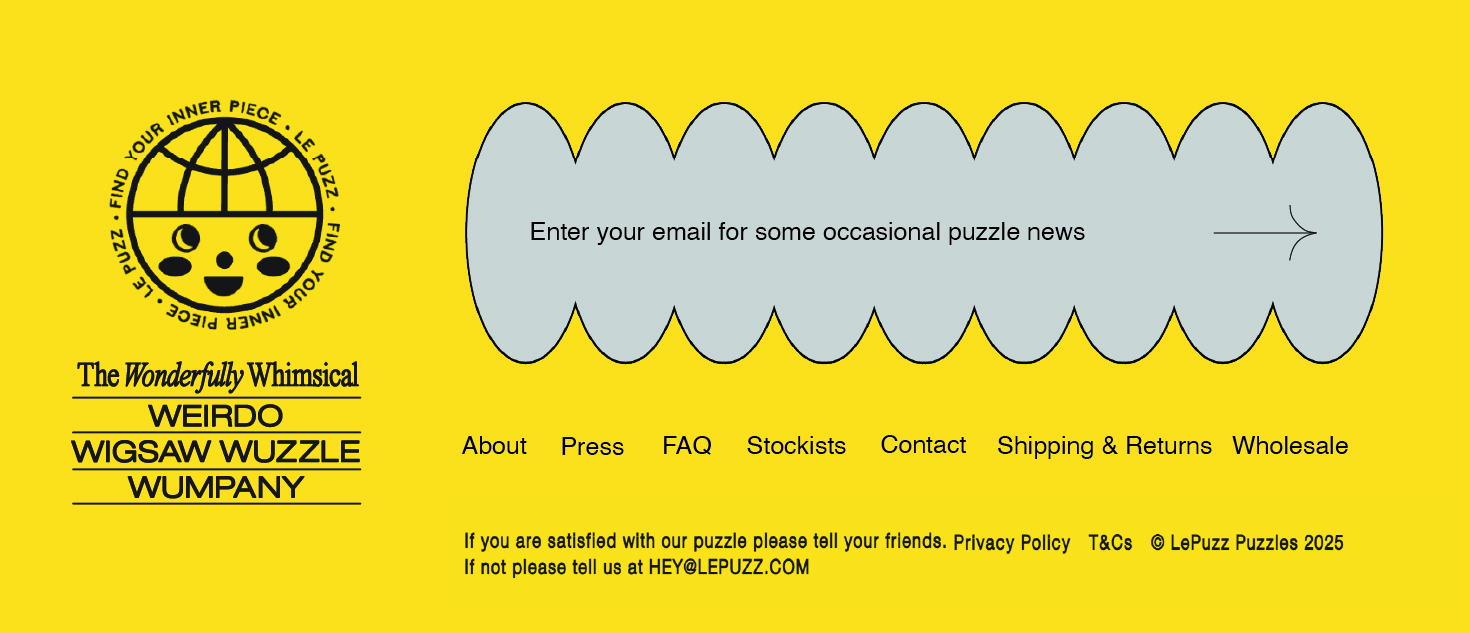 FIND YOUR INNER PIECE • LE PUZZ • FIND YOUR INNER PIECE • LE PUZZ •
The Wonderfully Whimsical
WEIRDO
WIGSAW WUZZLE
WUMPANY
Enter your email for some occasional puzzle news
About Press FAQ Stockists Contact Shipping & Returns Wholesale
If you are satisfied with our puzzle please tell your friends. Privacy Policy T&Cs © LePuzz Puzzles 2025
If not please tell us at HEY@LEPUZZ.COM